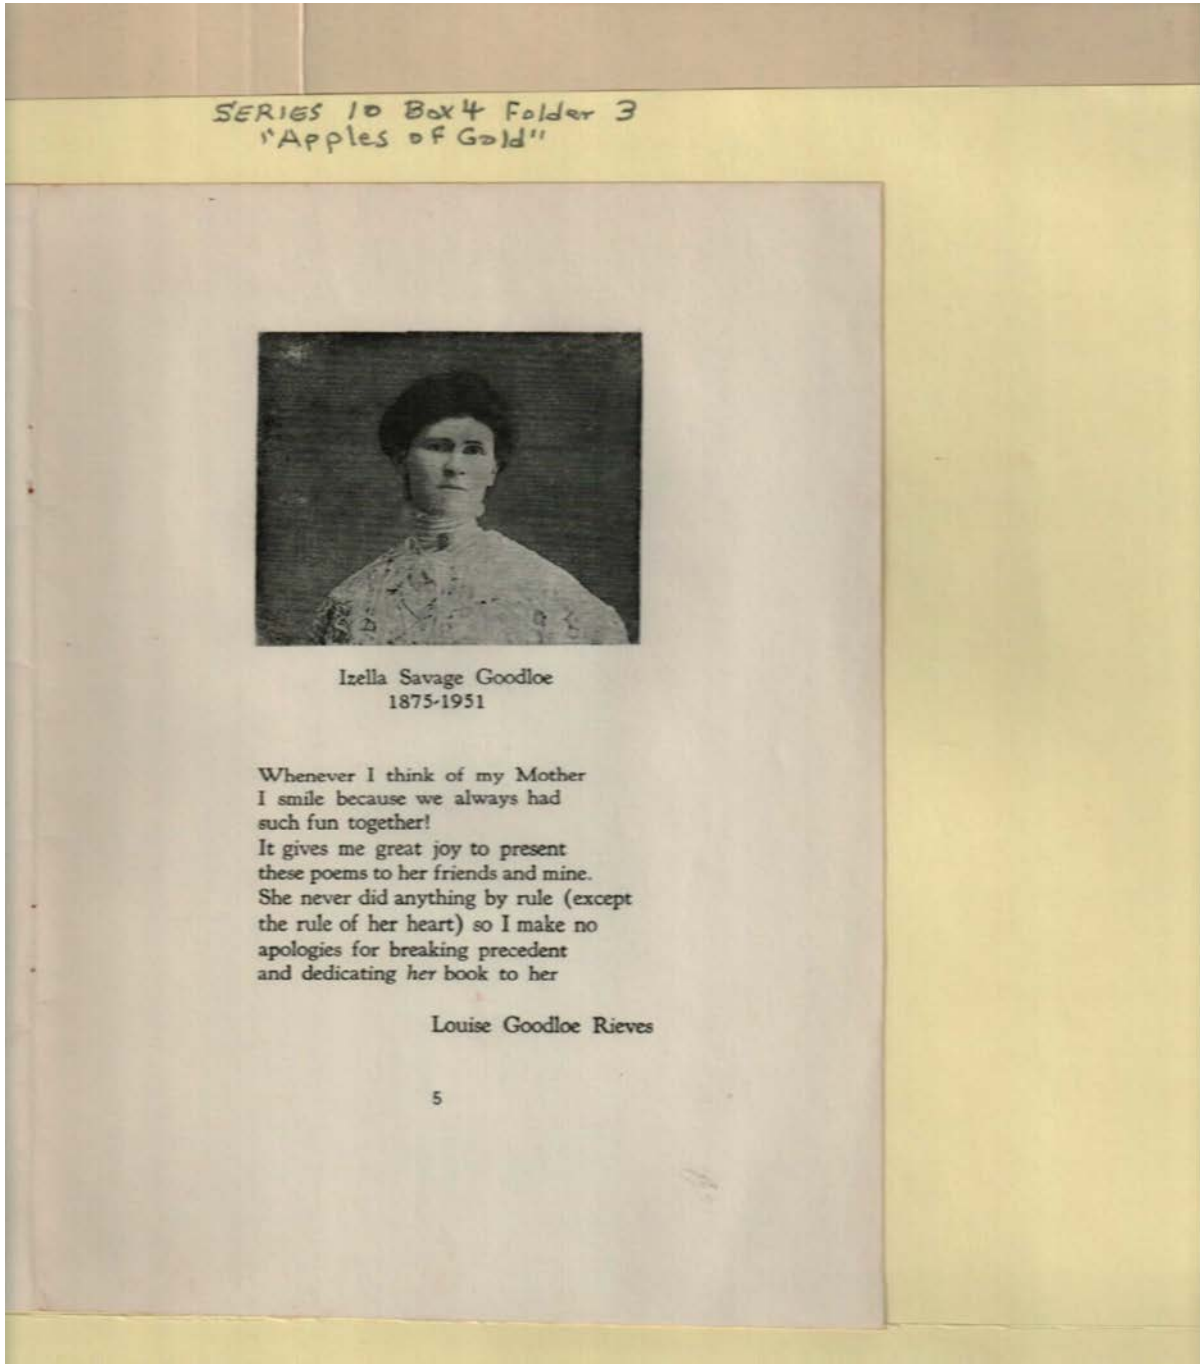 SERIES 10 Box 4 Folder 3
"Apples of Gold"
Izella Savage Goodloe
1875-1951
Whenever I think of my Mother
I smile because we always had
such fun together!
It gives me great joy to present
these poems to her friends and mine.
She never did anything by rule (except
the rule of her heart) so I make no
apologies for breaking precedent
and dedicating her book to her
Louise Goodloe Rieves
5